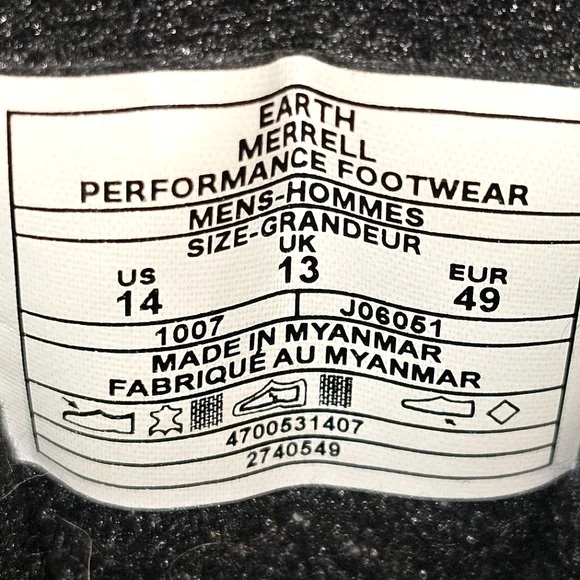 EARTH
MERRELL
PERFORMANCE FOOTWEAR
MENS-HOMMES
SIZE-GRANDEUR
US UK EUR
14 13 49
1007 J06051
MADE IN MYANMAR
FABRIQUÉ AU MYANMAR
4700531407
2740549